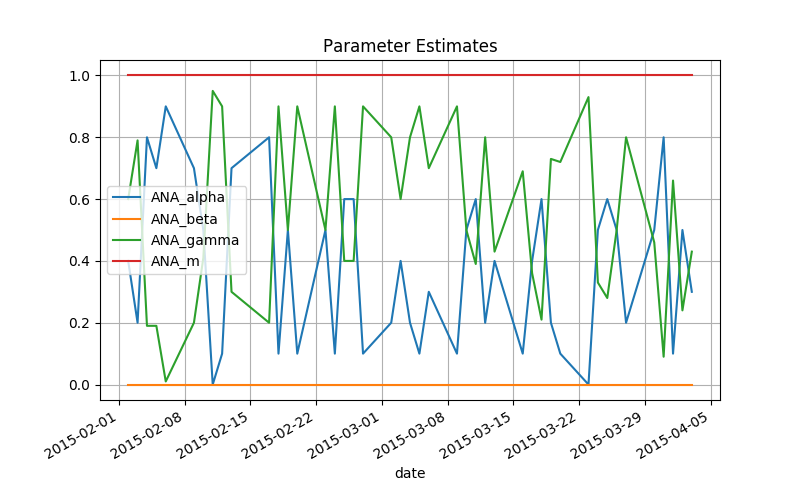 Parameter Estimates
1.0
0.8
0.6
0.4
0.2
0.0
ANA_alpha
ANA_beta
ANA_gamma
ANA_m
2015-02-01
2015-02-08
2015-02-15
2015-02-22
2015-03-01
2015-03-08
2015-03-15
2015-03-22
2015-03-29
2015-04-05
date